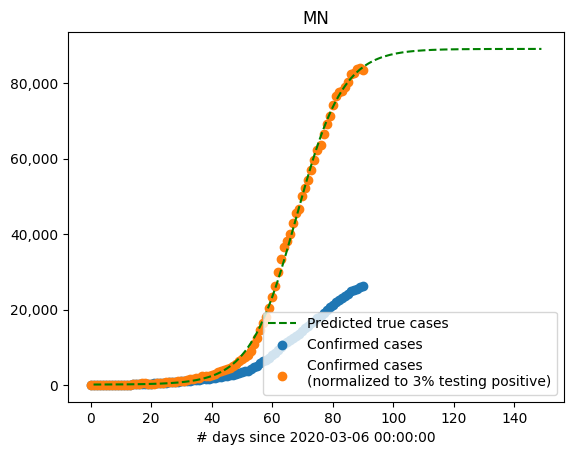 MN
80,000
60,000
40,000
20,000
0
Predicted true cases
Confirmed cases
Confirmed cases
(normalized to 3% testing positive)
0 20 40 60 80 100 120 140
# days since 2020-03-06 00:00:00